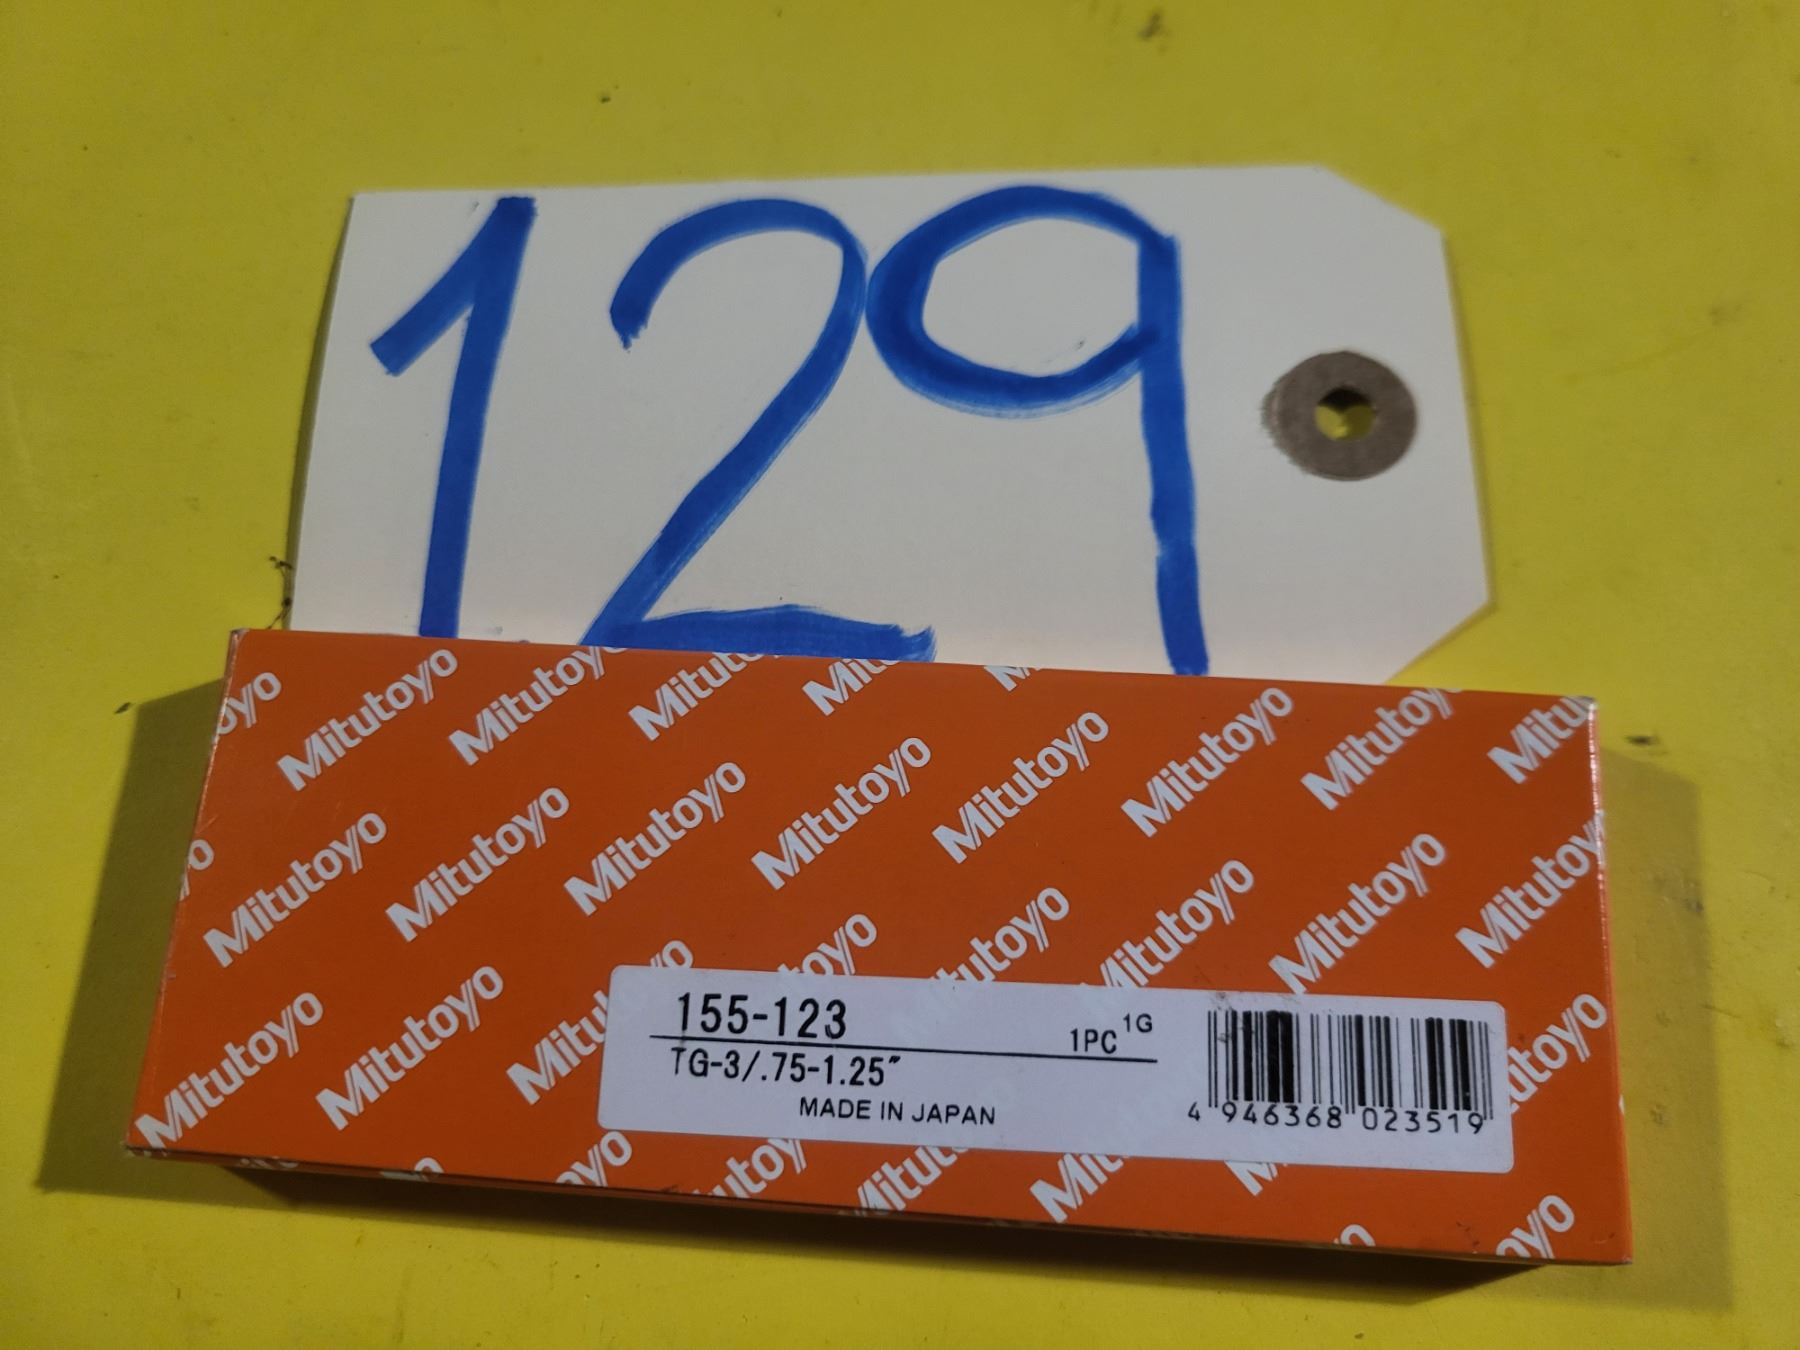 129
Mitutoyo
155-123
1PC 1G
TG-3/.75-1.25"
MADE IN JAPAN
4 946368 023519